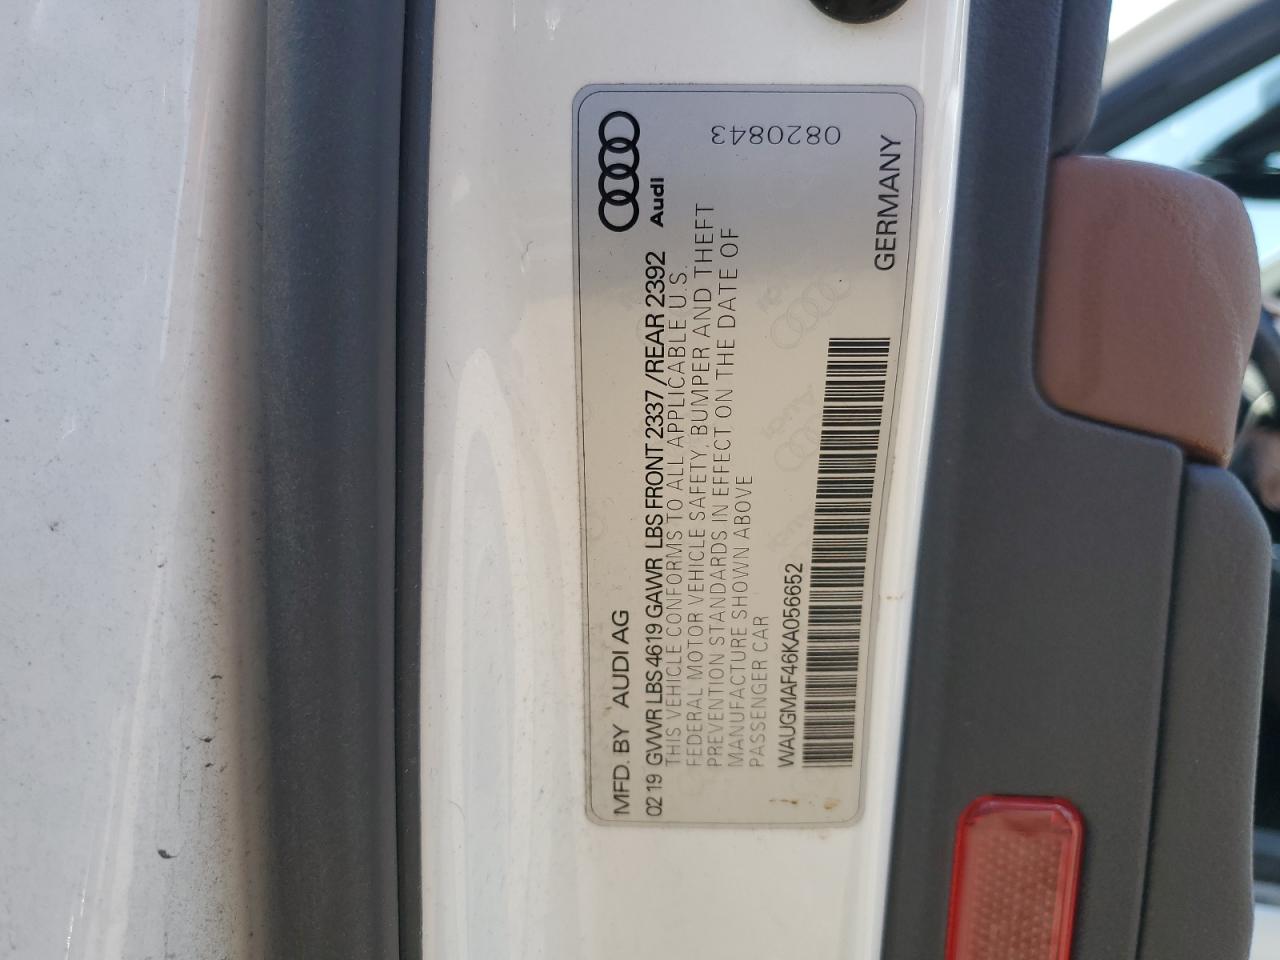 MFD. BY AUDI AG
Audi
02 19 GVWR LBS 4619 GAWR LBS FRONT 2337 /REAR 2392
THIS VEHICLE CONFORMS TO ALL APPLICABLE U.S.
FEDERAL MOTOR VEHICLE SAFETY, BUMPER AND THEFT
PREVENTION STANDARDS IN EFFECT ON THE DATE OF
MANUFACTURE SHOWN ABOVE
PASSENGER CAR
0820843
WAUGMAF46KA056652
GERMANY